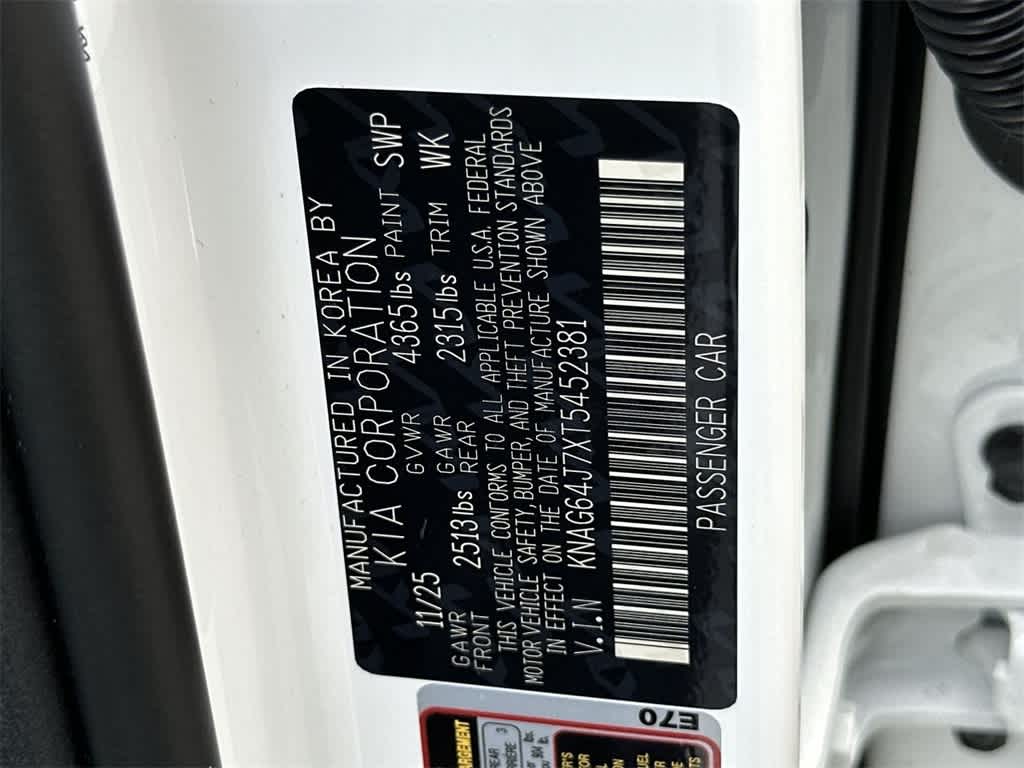 MANUFACTURED IN KOREA BY
KIA CORPORATION
11/25 GVWR 4365lbs PAINT SWP
GAWR FRONT 2513lbs GAWR REAR 2315lbs TRIM WK
THIS VEHICLE CONFORMS TO ALL APPLICABLE U.S.A. FEDERAL
MOTOR VEHICLE SAFETY, BUMPER, AND THEFT PREVENTION STANDARDS
IN EFFECT ON THE DATE OF MANUFACTURE SHOWN ABOVE
V.I.N KNAG64J7XT5452381
PASSENGER CAR
E70
REAR 3